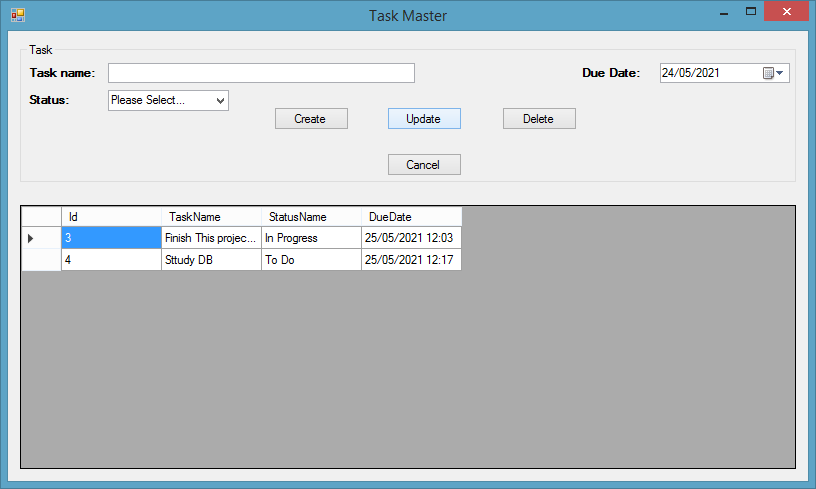 Task Master
Task
Task name:
Due Date: 24/05/2021
Status: Please Select...
Create Update Delete
Cancel
Id TaskName StatusName DueDate
3 Finish This projec... In Progress 25/05/2021 12:03
4 Sttudy DB To Do 25/05/2021 12:17